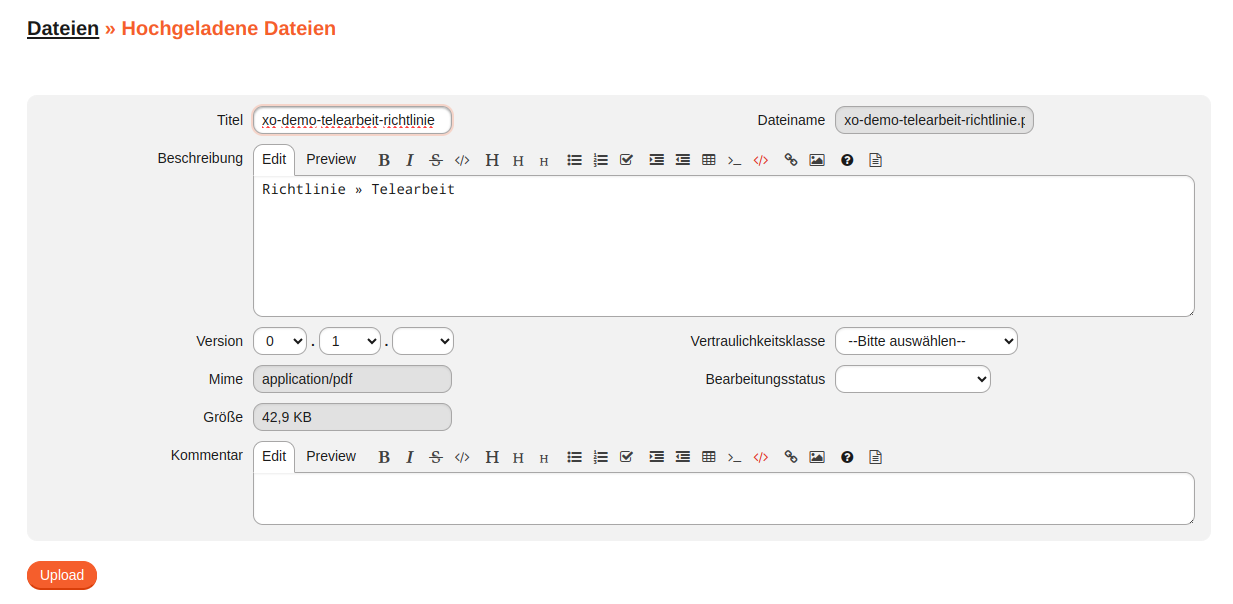 Dateien » Hochgeladene Dateien
Titel xo-demo-telearbeit-richtlinie Dateiname xo-demo-telearbeit-richtlinie.p
Beschreibung Edit Preview B I S </> H H H >_ </>
Richtlinie » Telearbeit
Version 0 . 1 . Vertraulichkeitsklasse --Bitte auswählen--
Mime application/pdf Bearbeitungsstatus
Größe 42,9 KB
Kommentar Edit Preview B I S </> H H H >_ </>
Upload